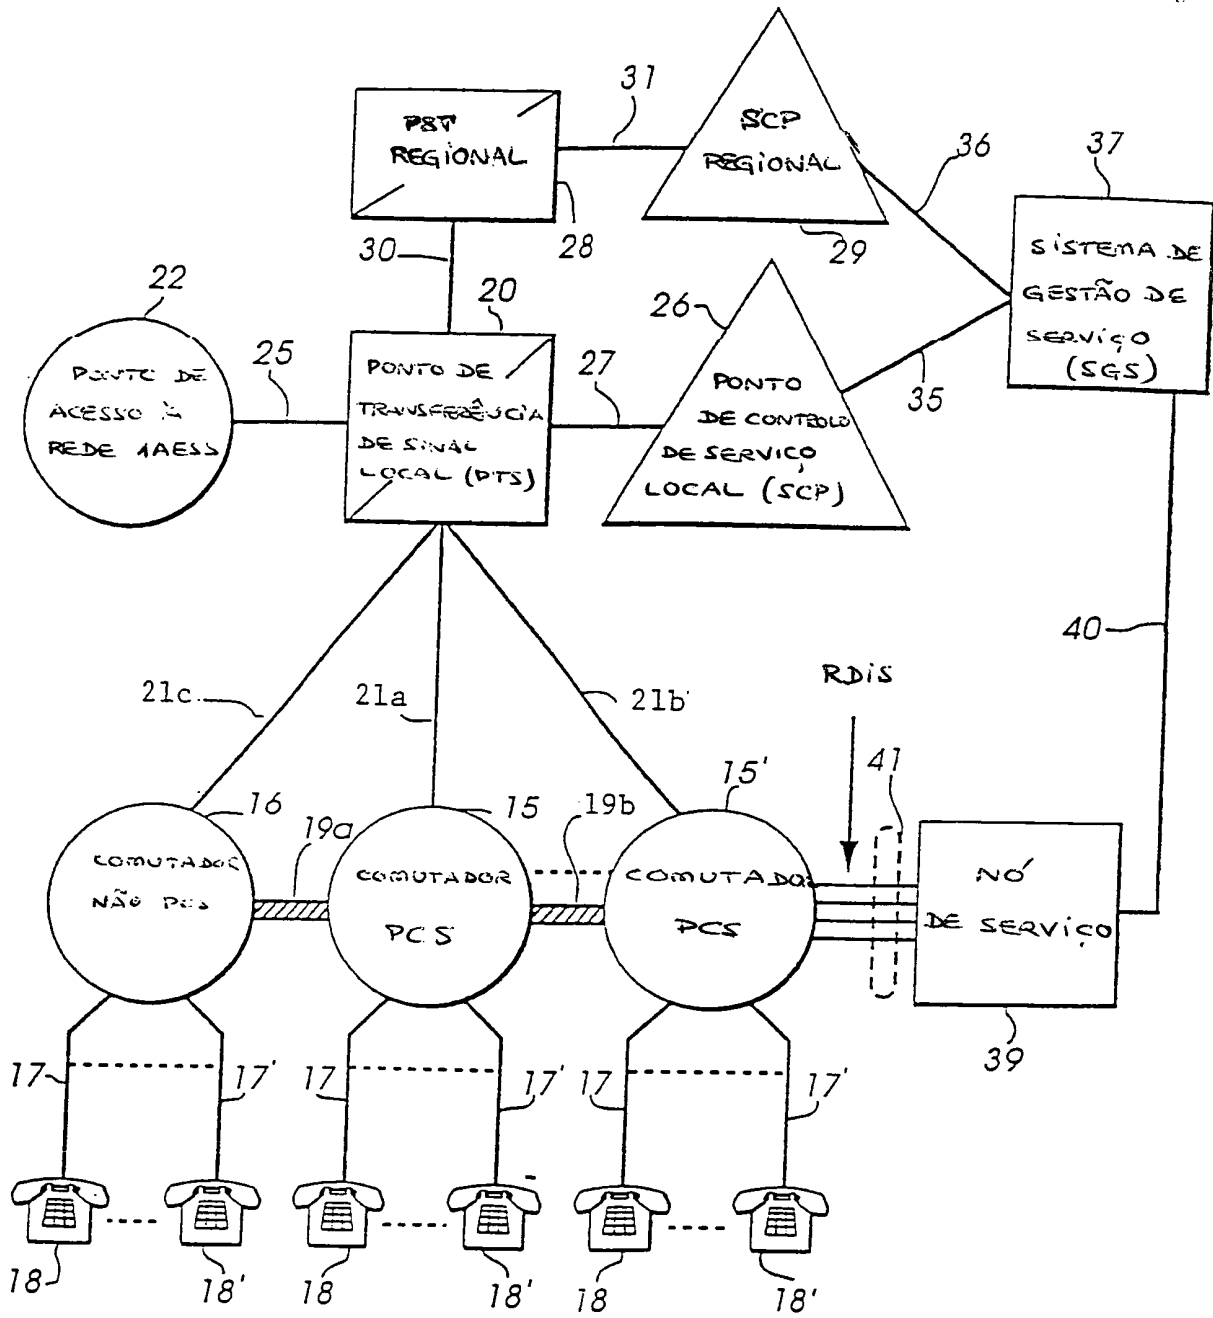 31
PST
REGIONAL
SCP
REGIONAL
36
37
28
29
30
SISTEMA DE
GESTÃO DE
SERVIÇO
(SGS)
22
20
26
25
27
35
PONTO DE
ACESSO À
REDE 1AESS
PONTO DE
TRANSFERÊNCIA
DE SINAL
LOCAL (PTS)
PONTO
DE CONTROLO
DE SERVIÇO
LOCAL (SCP)
40
RDIS
21c
21a
21b
41
16
19a
15
19b
15'
COMUTADOR
NÃO PCS
COMUTADOR
PCS
COMUTADOR
PCS
NÓ
DE SERVIÇO
39
17
17'
17
17'
17
17'
18
18'
18
18'
18
18'